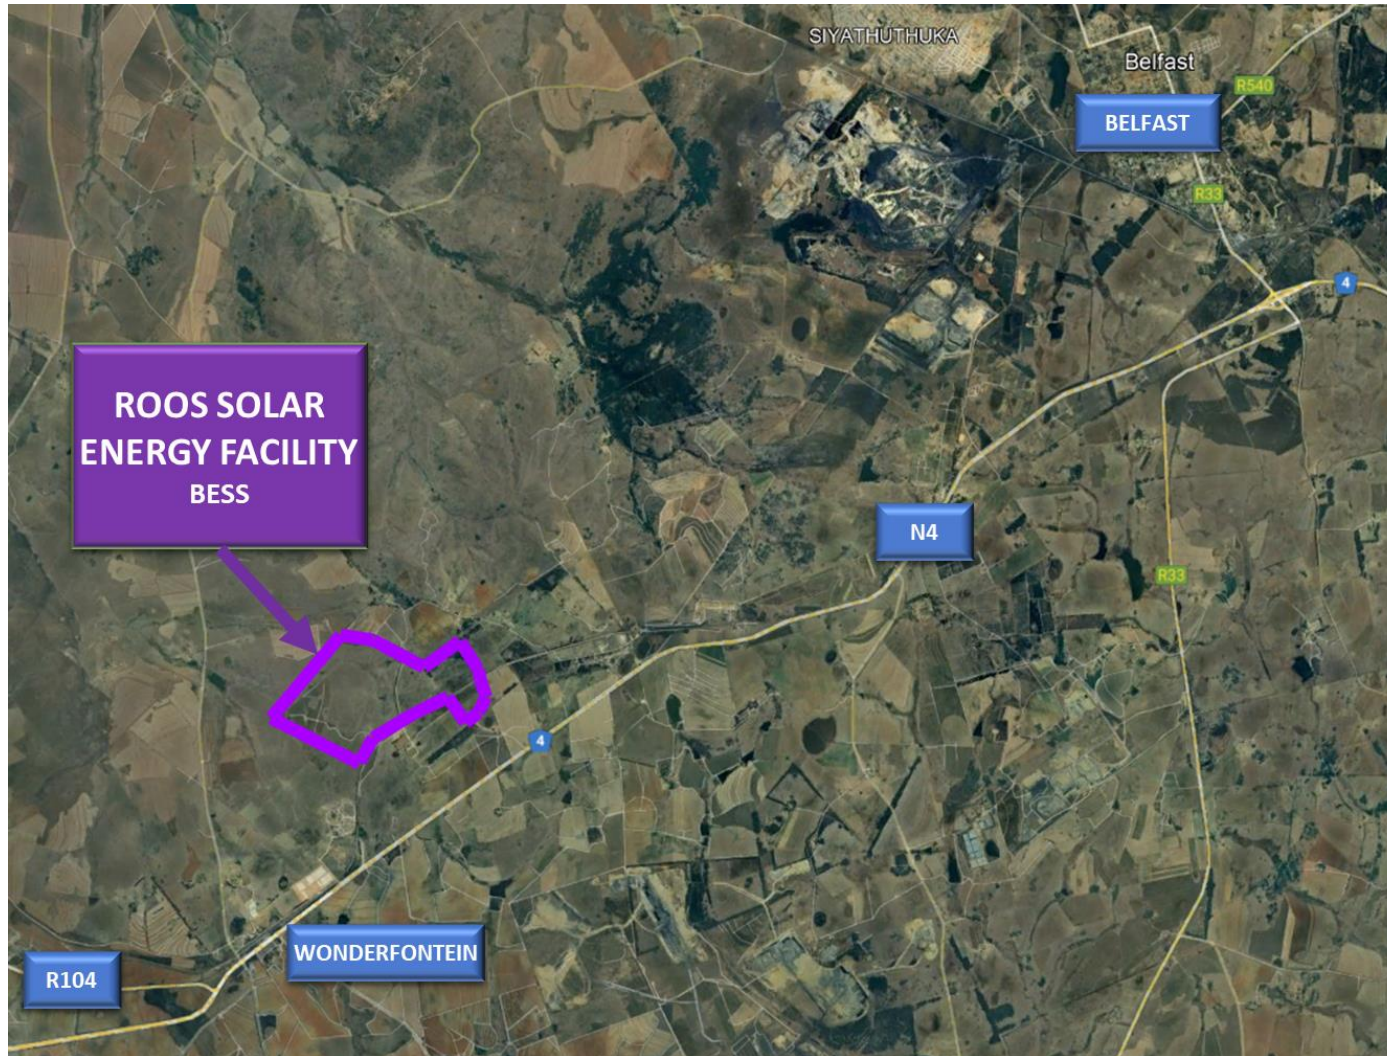 SIYATHUTHUKA
Belfast
R540
BELFAST
R33
4
ROOS SOLAR
ENERGY FACILITY
BESS
N4
R33
4
WONDERFONTEIN
R104